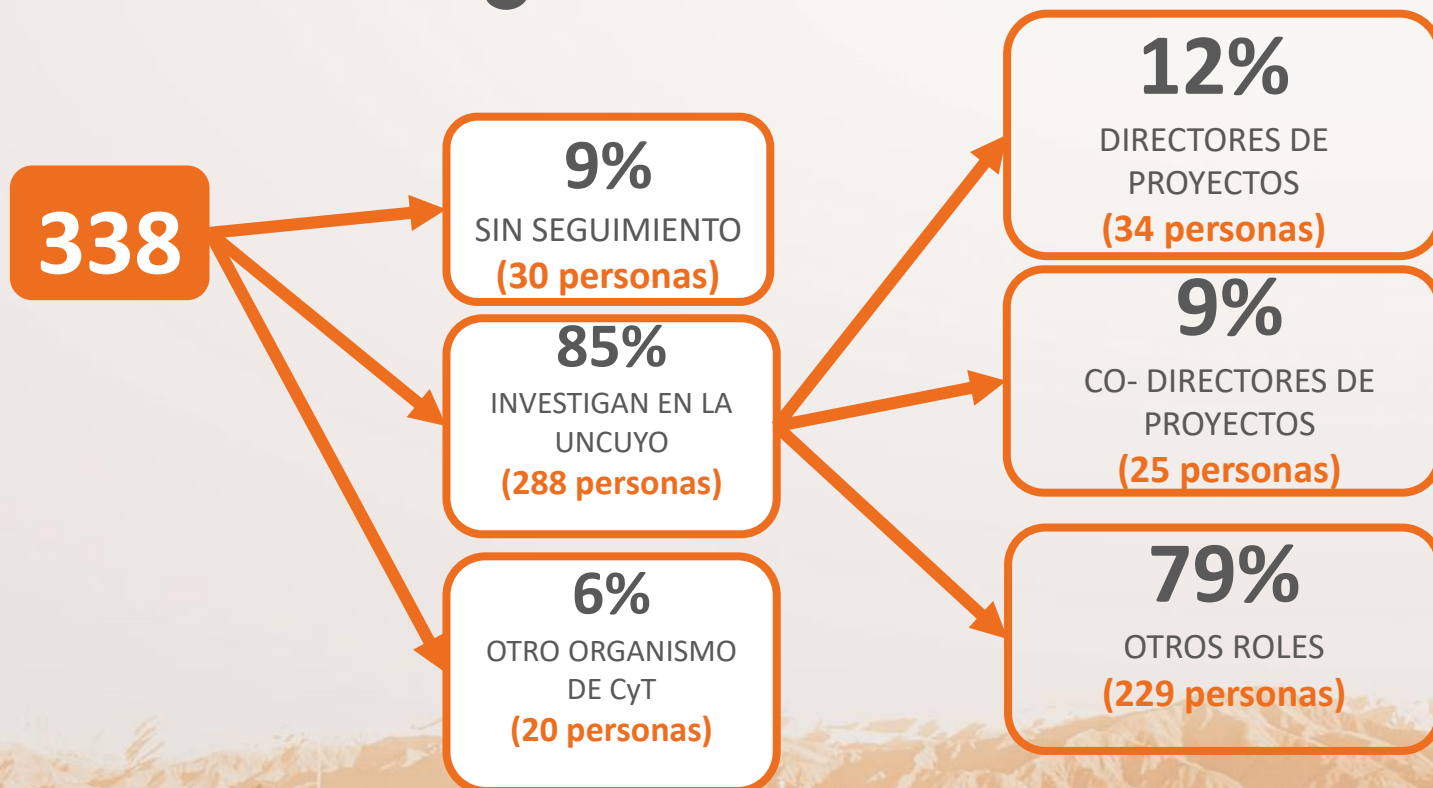 338
9%
SIN SEGUIMIENTO
(30 personas)
85%
INVESTIGAN EN LA
UNCUYO
(288 personas)
6%
OTRO ORGANISMO
DE CyT
(20 personas)
12%
DIRECTORES DE
PROYECTOS
(34 personas)
9%
CO- DIRECTORES DE
PROYECTOS
(25 personas)
79%
OTROS ROLES
(229 personas)